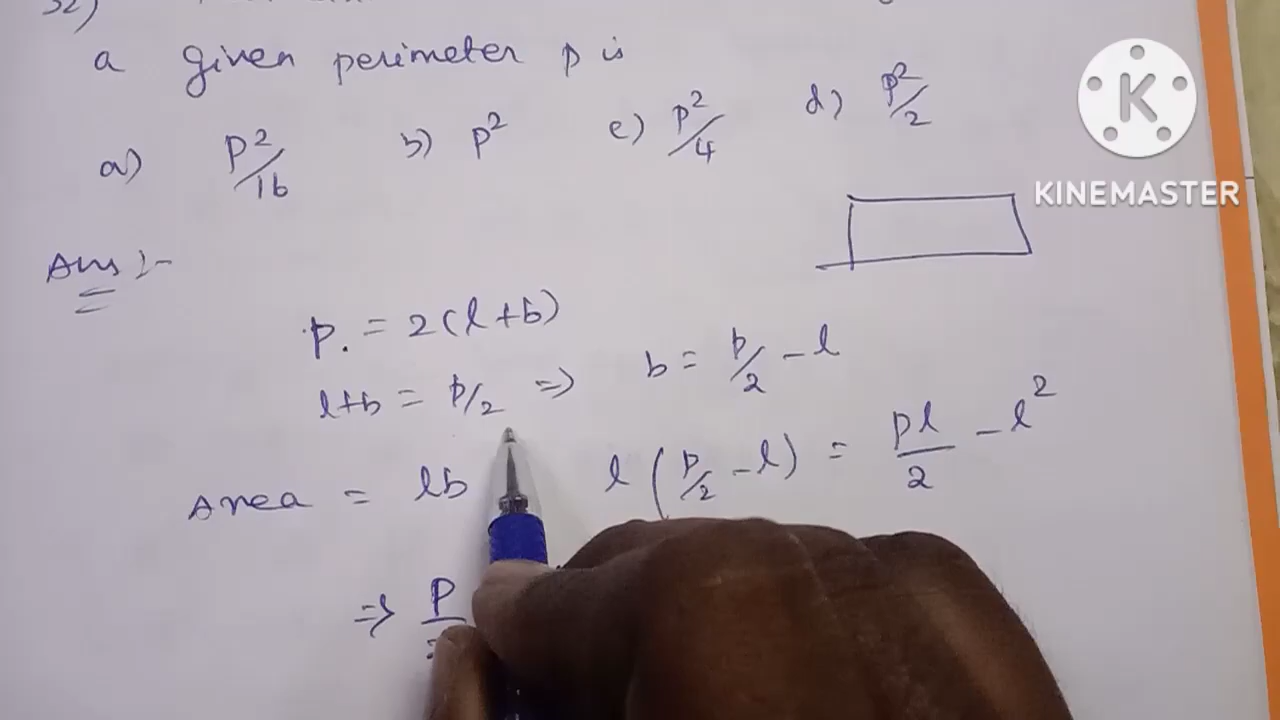 32)
a given perimeter p is
a) p²/16 b) p² c) p²/4 d) p²/2
KINEMASTER
Ans :-
p. = 2(l+b)
l+b = p/2 => b = p/2 - l
Area = lb l(p/2 - l) = pl/2 - l²
=> p